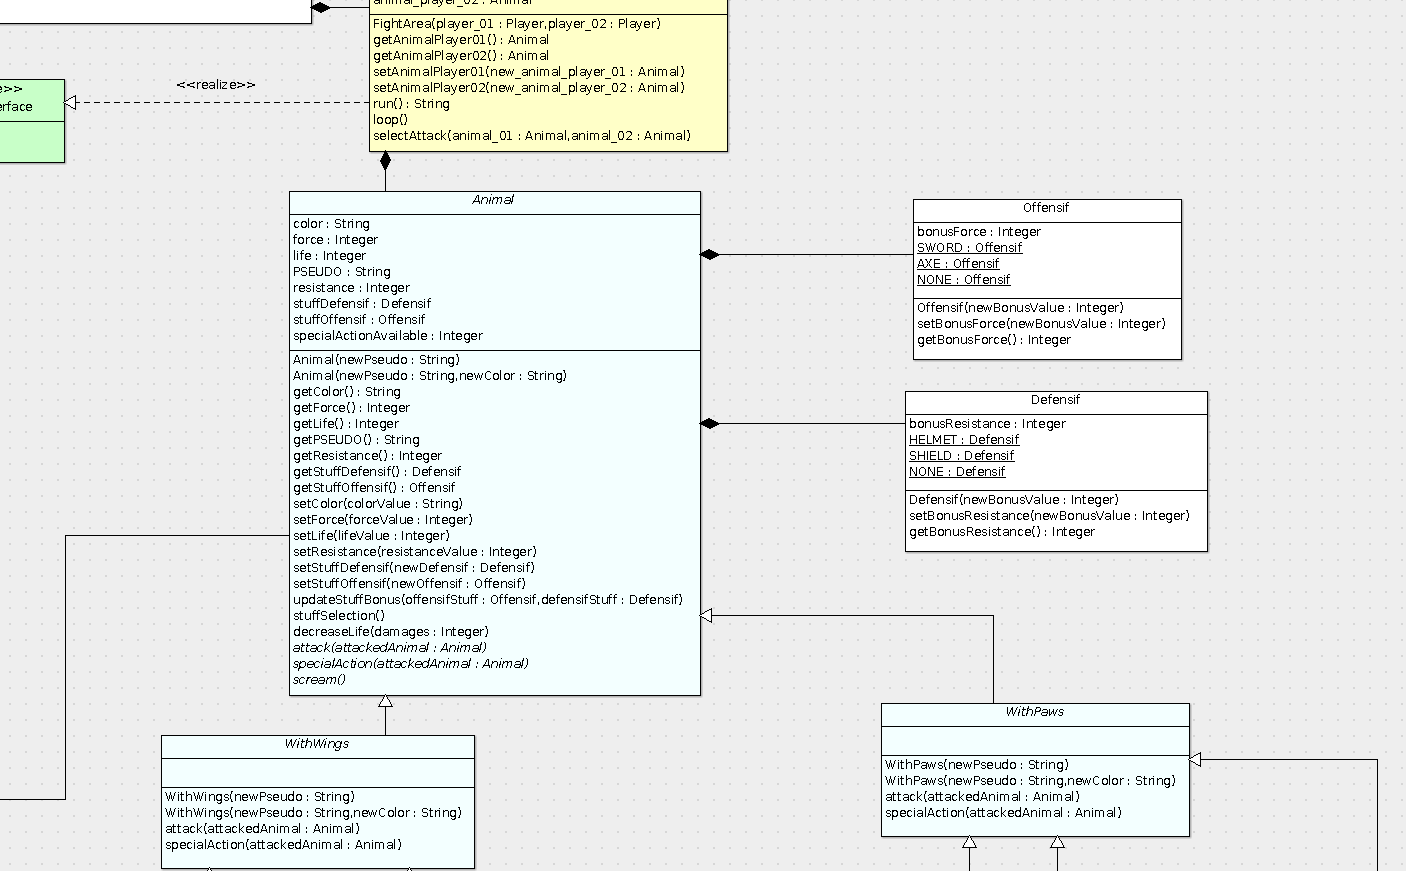 animal_player_02 : Animal
FightArea(player_01 : Player,player_02 : Player)
getAnimalPlayer01() : Animal
getAnimalPlayer02() : Animal
setAnimalPlayer01(new_animal_player_01 : Animal)
setAnimalPlayer02(new_animal_player_02 : Animal)
run() : String
loop()
selectAttack(animal_01 : Animal,animal_02 : Animal)
<<realize>>
e>>
erface
Animal
color : String
force : Integer
life : Integer
PSEUDO : String
resistance : Integer
stuffDefensif : Defensif
stuffOffensif : Offensif
specialActionAvailable : Integer
Animal(newPseudo : String)
Animal(newPseudo : String,newColor : String)
getColor() : String
getForce() : Integer
getLife() : Integer
getPSEUDO() : String
getResistance() : Integer
getStuffDefensif() : Defensif
getStuffOffensif() : Offensif
setColor(colorValue : String)
setForce(forceValue : Integer)
setLife(lifeValue : Integer)
setResistance(resistanceValue : Integer)
setStuffDefensif(newDefensif : Defensif)
setStuffOffensif(newOffensif : Offensif)
updateStuffBonus(offensifStuff : Offensif,defensifStuff : Defensif)
stuffSelection()
decreaseLife(damages : Integer)
attack(attackedAnimal : Animal)
specialAction(attackedAnimal : Animal)
scream()
Offensif
bonusForce : Integer
SWORD : Offensif
AXE : Offensif
NONE : Offensif
Offensif(newBonusValue : Integer)
setBonusForce(newBonusValue : Integer)
getBonusForce() : Integer
Defensif
bonusResistance : Integer
HELMET : Defensif
SHIELD : Defensif
NONE : Defensif
Defensif(newBonusValue : Integer)
setBonusResistance(newBonusValue : Integer)
getBonusResistance() : Integer
WithWings
WithWings(newPseudo : String)
WithWings(newPseudo : String,newColor : String)
attack(attackedAnimal : Animal)
specialAction(attackedAnimal : Animal)
WithPaws
WithPaws(newPseudo : String)
WithPaws(newPseudo : String,newColor : String)
attack(attackedAnimal : Animal)
specialAction(attackedAnimal : Animal)